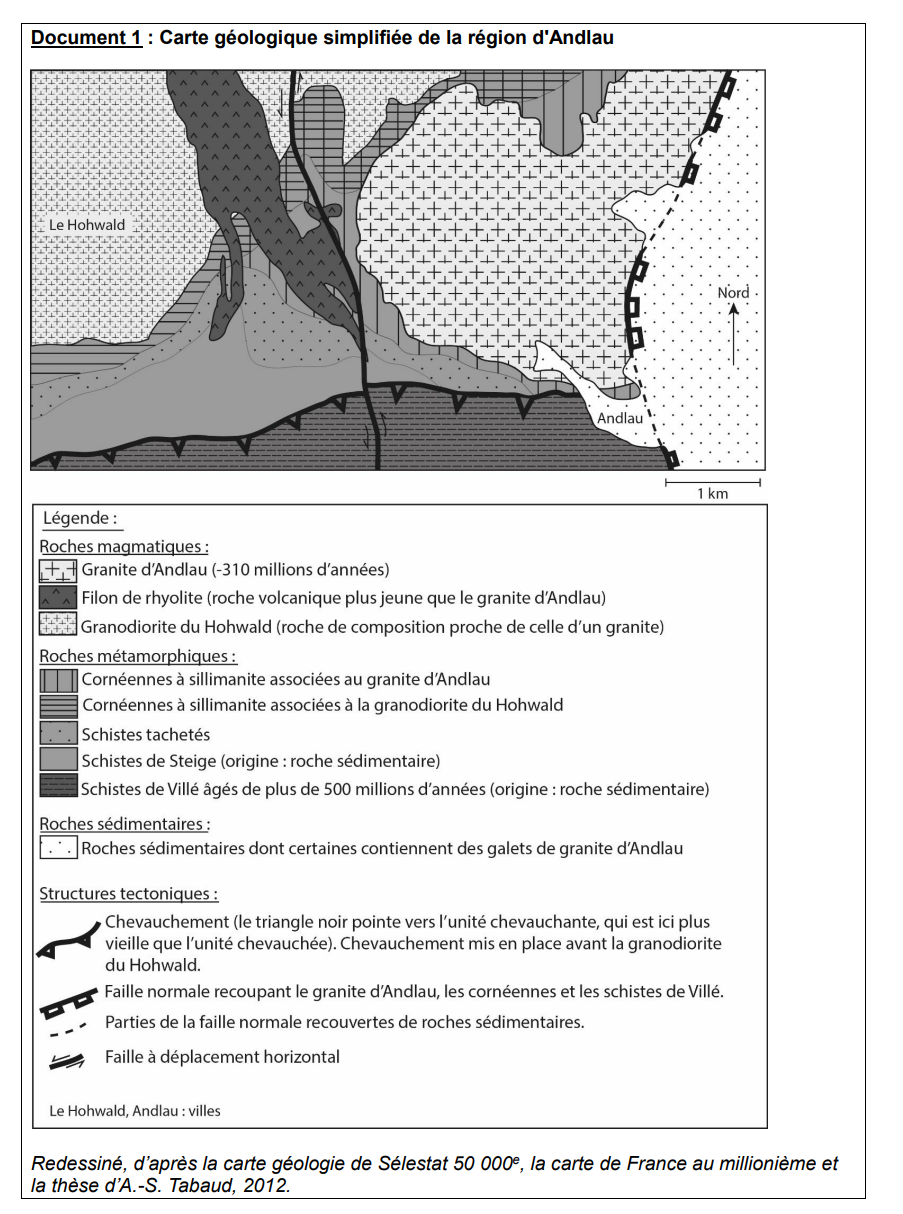 Document 1 : Carte géologique simplifiée de la région d'Andlau
Le Hohwald
Nord
Andlau
1 km
Légende :
Roches magmatiques :
Granite d'Andlau (-310 millions d'années)
Filon de rhyolite (roche volcanique plus jeune que le granite d'Andlau)
Granodiorite du Hohwald (roche de composition proche de celle d'un granite)
Roches métamorphiques :
Cornéennes à sillimanite associées au granite d'Andlau
Cornéennes à sillimanite associées à la granodiorite du Hohwald
Schistes tachetés
Schistes de Steige (origine : roche sédimentaire)
Schistes de Villé âgés de plus de 500 millions d'années (origine : roche sédimentaire)
Roches sédimentaires :
Roches sédimentaires dont certaines contiennent des galets de granite d'Andlau
Structures tectoniques :
Chevauchement (le triangle noir pointe vers l'unité chevauchante, qui est ici plus
vieille que l'unité chevauchée). Chevauchement mis en place avant la granodiorite
du Hohwald.
Faille normale recoupant le granite d'Andlau, les cornéennes et les schistes de Villé.
Parties de la faille normale recouvertes de roches sédimentaires.
Faille à déplacement horizontal
Le Hohwald, Andlau : villes
Redessiné, d'après la carte géologie de Sélestat 50 000e, la carte de France au millionième et
la thèse d'A.-S. Tabaud, 2012.